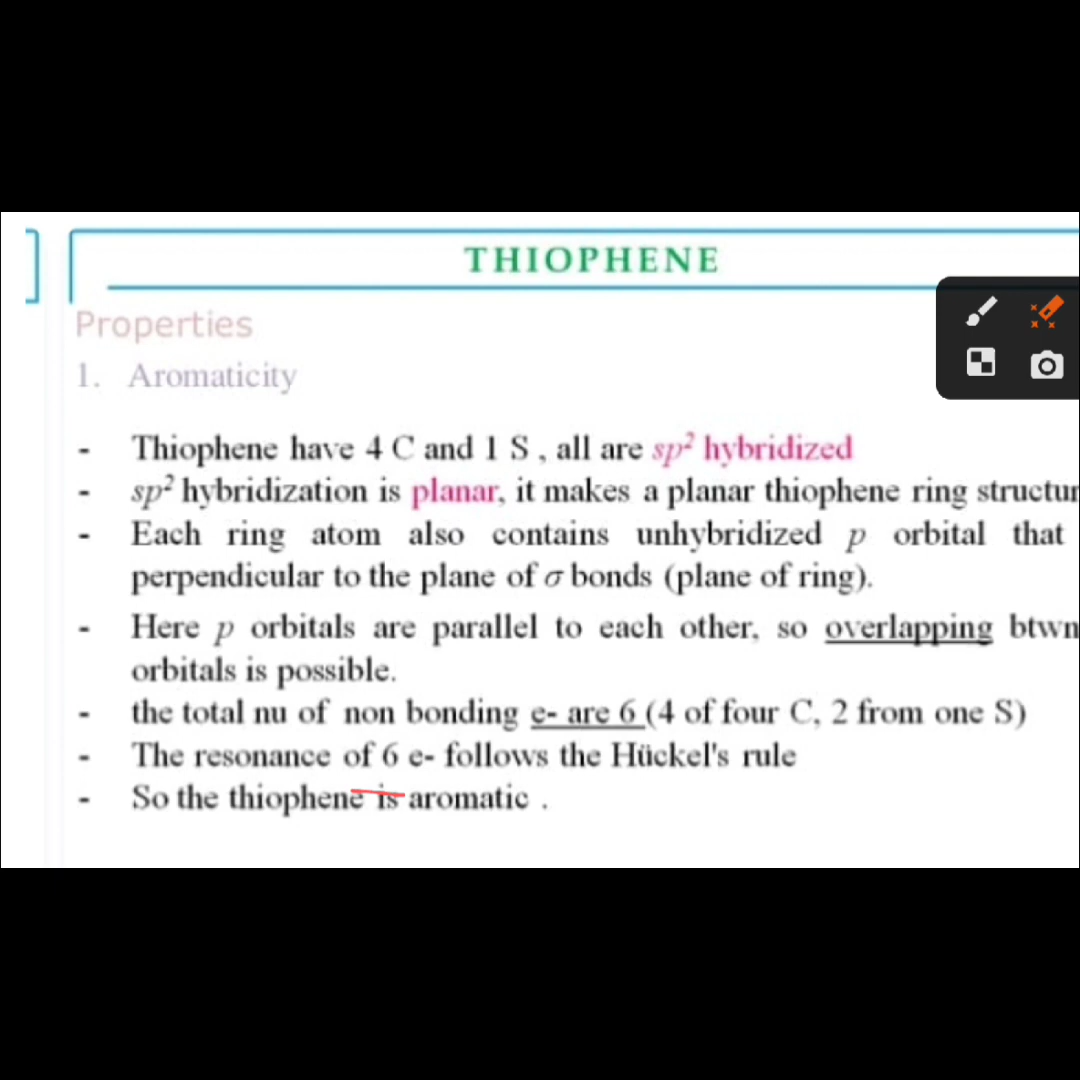 THIOPHENE
Properties
1. Aromaticity
- Thiophene have 4 C and 1 S , all are sp² hybridized
- sp² hybridization is planar, it makes a planar thiophene ring structur
- Each ring atom also contains unhybridized p orbital that
perpendicular to the plane of σ bonds (plane of ring).
- Here p orbitals are parallel to each other, so overlapping btwn
orbitals is possible.
- the total nu of non bonding e- are 6 (4 of four C, 2 from one S)
- The resonance of 6 e- follows the Hückel's rule
- So the thiophene is aromatic .